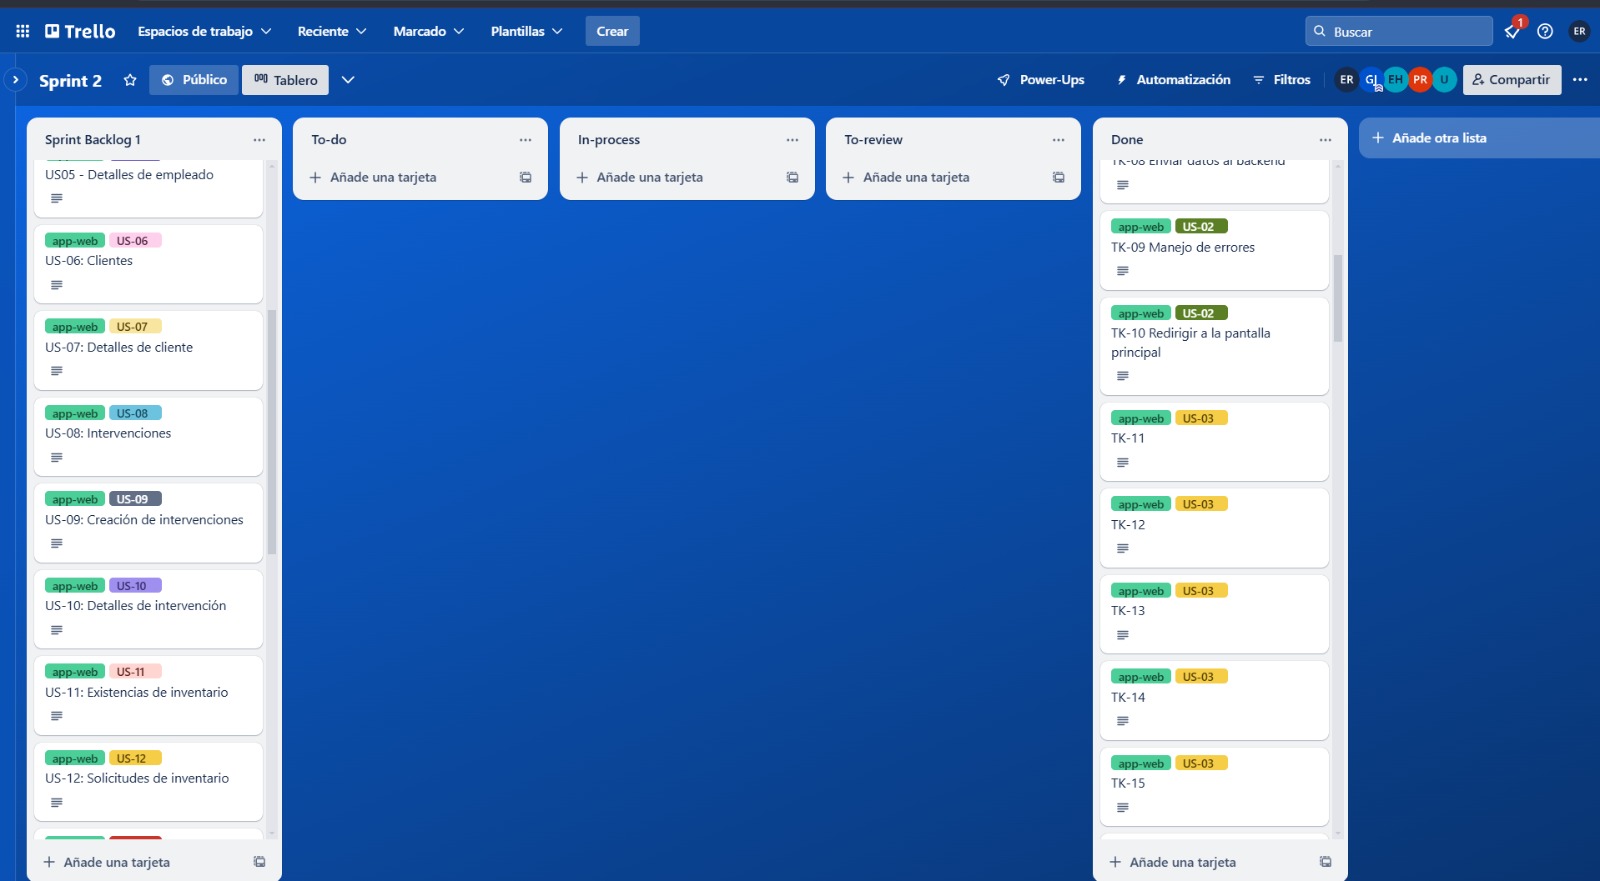 Trello
Espacios de trabajo
Reciente
Marcado
Plantillas
Crear
Buscar
1
ER
Sprint 2
Público
Tablero
Power-Ups
Automatización
Filtros
ER
GJ
EH
PR
U
Compartir
Sprint Backlog 1
US05 - Detalles de empleado
app-web US-06
US-06: Clientes
app-web US-07
US-07: Detalles de cliente
app-web US-08
US-08: Intervenciones
app-web US-09
US-09: Creación de intervenciones
app-web US-10
US-10: Detalles de intervención
app-web US-11
US-11: Existencias de inventario
app-web US-12
US-12: Solicitudes de inventario
+ Añade una tarjeta
To-do
+ Añade una tarjeta
In-process
+ Añade una tarjeta
To-review
+ Añade una tarjeta
Done
TK-08 Enviar datos al backend
app-web US-02
TK-09 Manejo de errores
app-web US-02
TK-10 Redirigir a la pantalla
principal
app-web US-03
TK-11
app-web US-03
TK-12
app-web US-03
TK-13
app-web US-03
TK-14
app-web US-03
TK-15
+ Añade una tarjeta
+ Añade otra lista